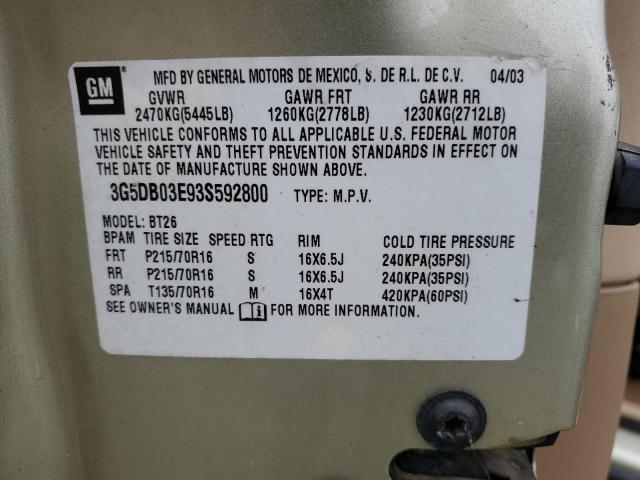 GM MFD BY GENERAL MOTORS DE MEXICO, S. DE R.L. DE C.V. 04/03
GVWR GAWR FRT GAWR RR
2470KG(5445LB) 1260KG(2778LB) 1230KG(2712LB)
THIS VEHICLE CONFORMS TO ALL APPLICABLE U.S. FEDERAL MOTOR
VEHICLE SAFETY AND THEFT PREVENTION STANDARDS IN EFFECT ON
THE DATE OF MANUFACTURE SHOWN ABOVE.
3G5DB03E93S592800 TYPE: M.P.V.
MODEL: BT26
BPAM TIRE SIZE SPEED RTG RIM COLD TIRE PRESSURE
FRT P215/70R16 S 16X6.5J 240KPA(35PSI)
RR P215/70R16 S 16X6.5J 240KPA(35PSI)
SPA T135/70R16 M 16X4T 420KPA(60PSI)
SEE OWNER'S MANUAL FOR MORE INFORMATION.